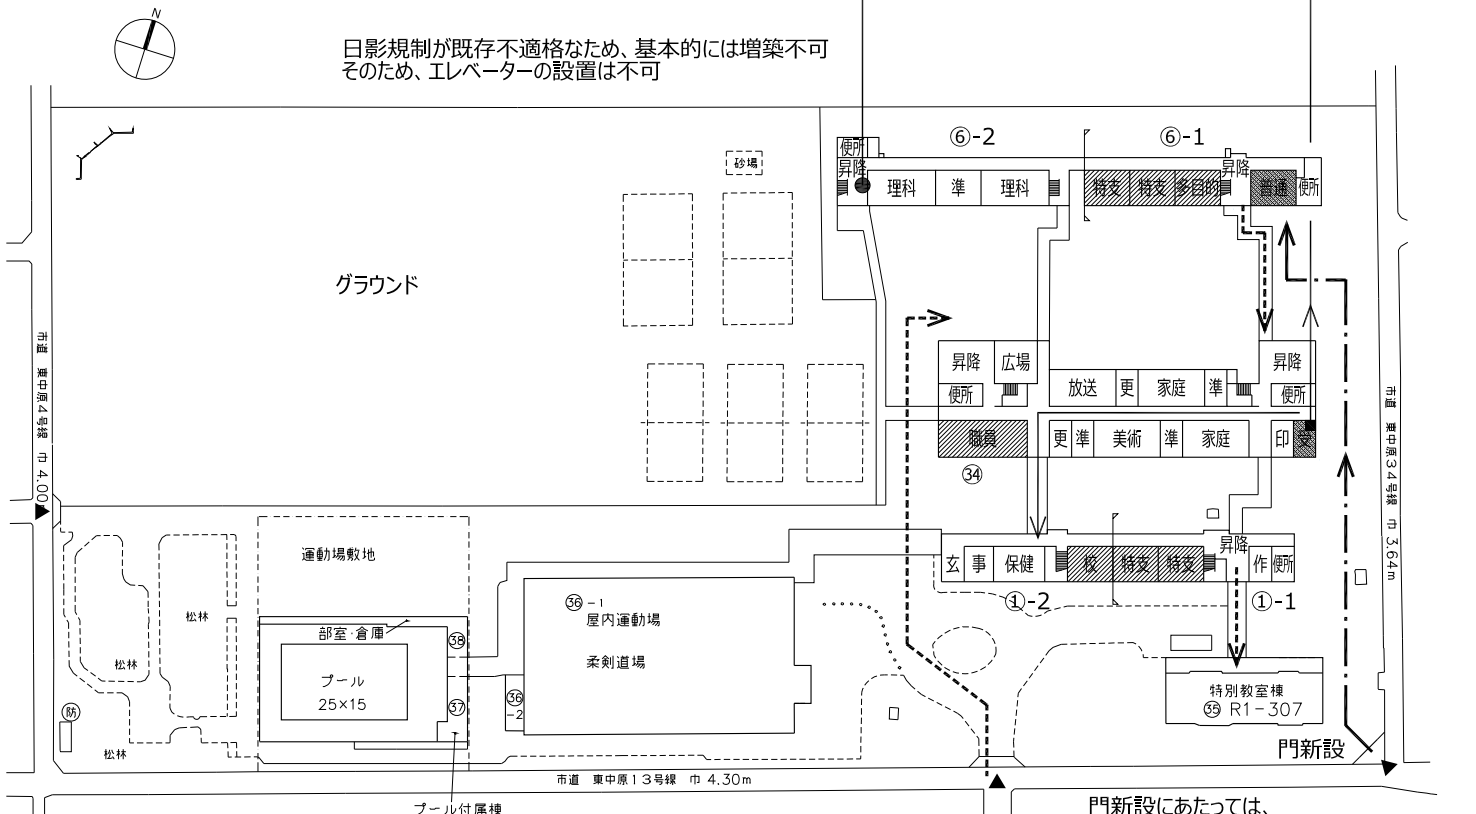 N
日影規制が既存不適格なため、基本的には増築不可
そのため、エレベーターの設置は不可
⑥-2
⑥-1
便所
昇降
理科
準
理科
特支
特支
多目的
昇降
普通
便所
砂場
グラウンド
市道 東中原4号線 巾 4.00
市道 東中原34号線 巾 3.64m
昇降
広場
便所
放送
更
家庭
準
昇降
便所
職員
更
準
美術
準
家庭
印
受
㉞
玄
事
保健
校
特支
特支
昇降
作
便所
①-2
①-1
運動場敷地
松林
松林
松林
防
部室・倉庫
プール
25×15
㊳
㊲
㊱-1
屋内運動場
柔剣道場
㊱
-2
特別教室棟
㉟ R1-307
門新設
市道 東中原13号線 巾 4.30m
プール付属棟
門新設にあたっては、